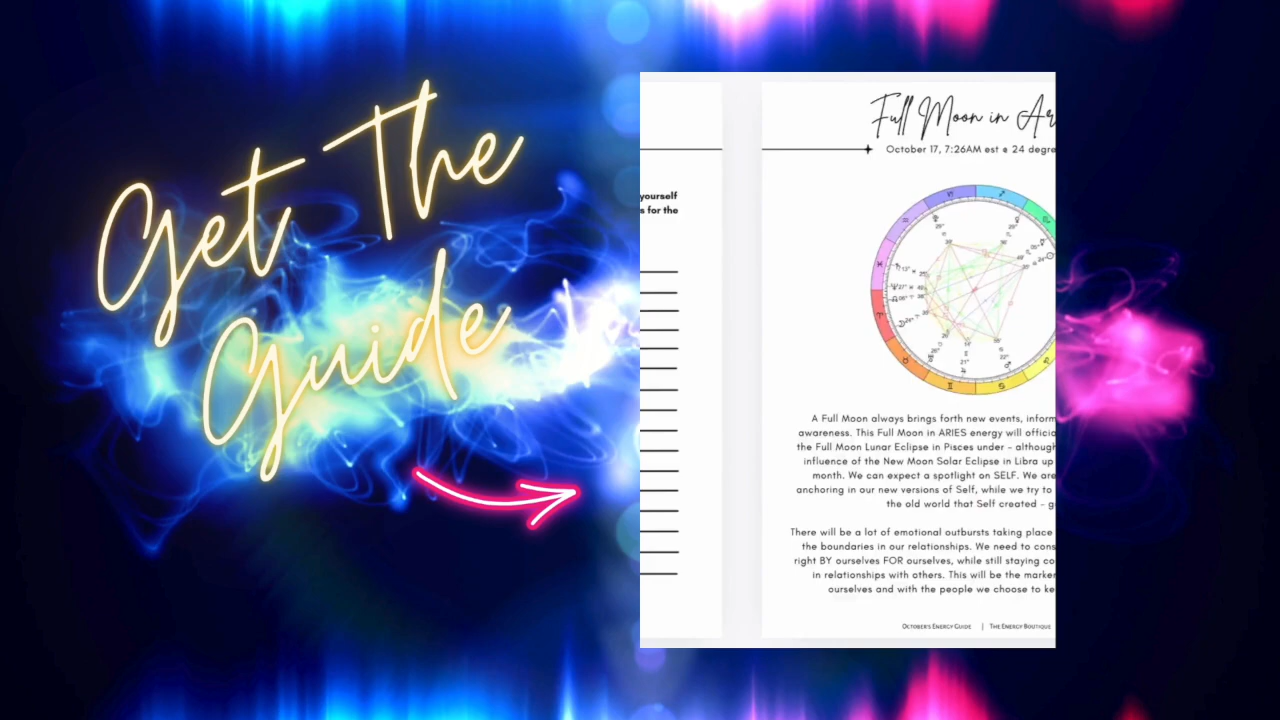 Get The
Guide
yourself
s for the
Full Moon in Ar
October 17, 7:26AM est @ 24 degre
A Full Moon always brings forth new events, inform
awareness. This Full Moon in ARIES energy will officia
the Full Moon Lunar Eclipse in Pisces under - although
influence of the New Moon Solar Eclipse in Libra up
month. We can expect a spotlight on SELF. We are
anchoring in our new versions of Self, while we try to
the old world that Self created - g
There will be a lot of emotional outbursts taking place
the boundaries in our relationships. We need to cons
right BY ourselves FOR ourselves, while still staying co
in relationships with others. This will be the marker
ourselves and with the people we choose to ke
October's Energy Guide | The Energy Boutique